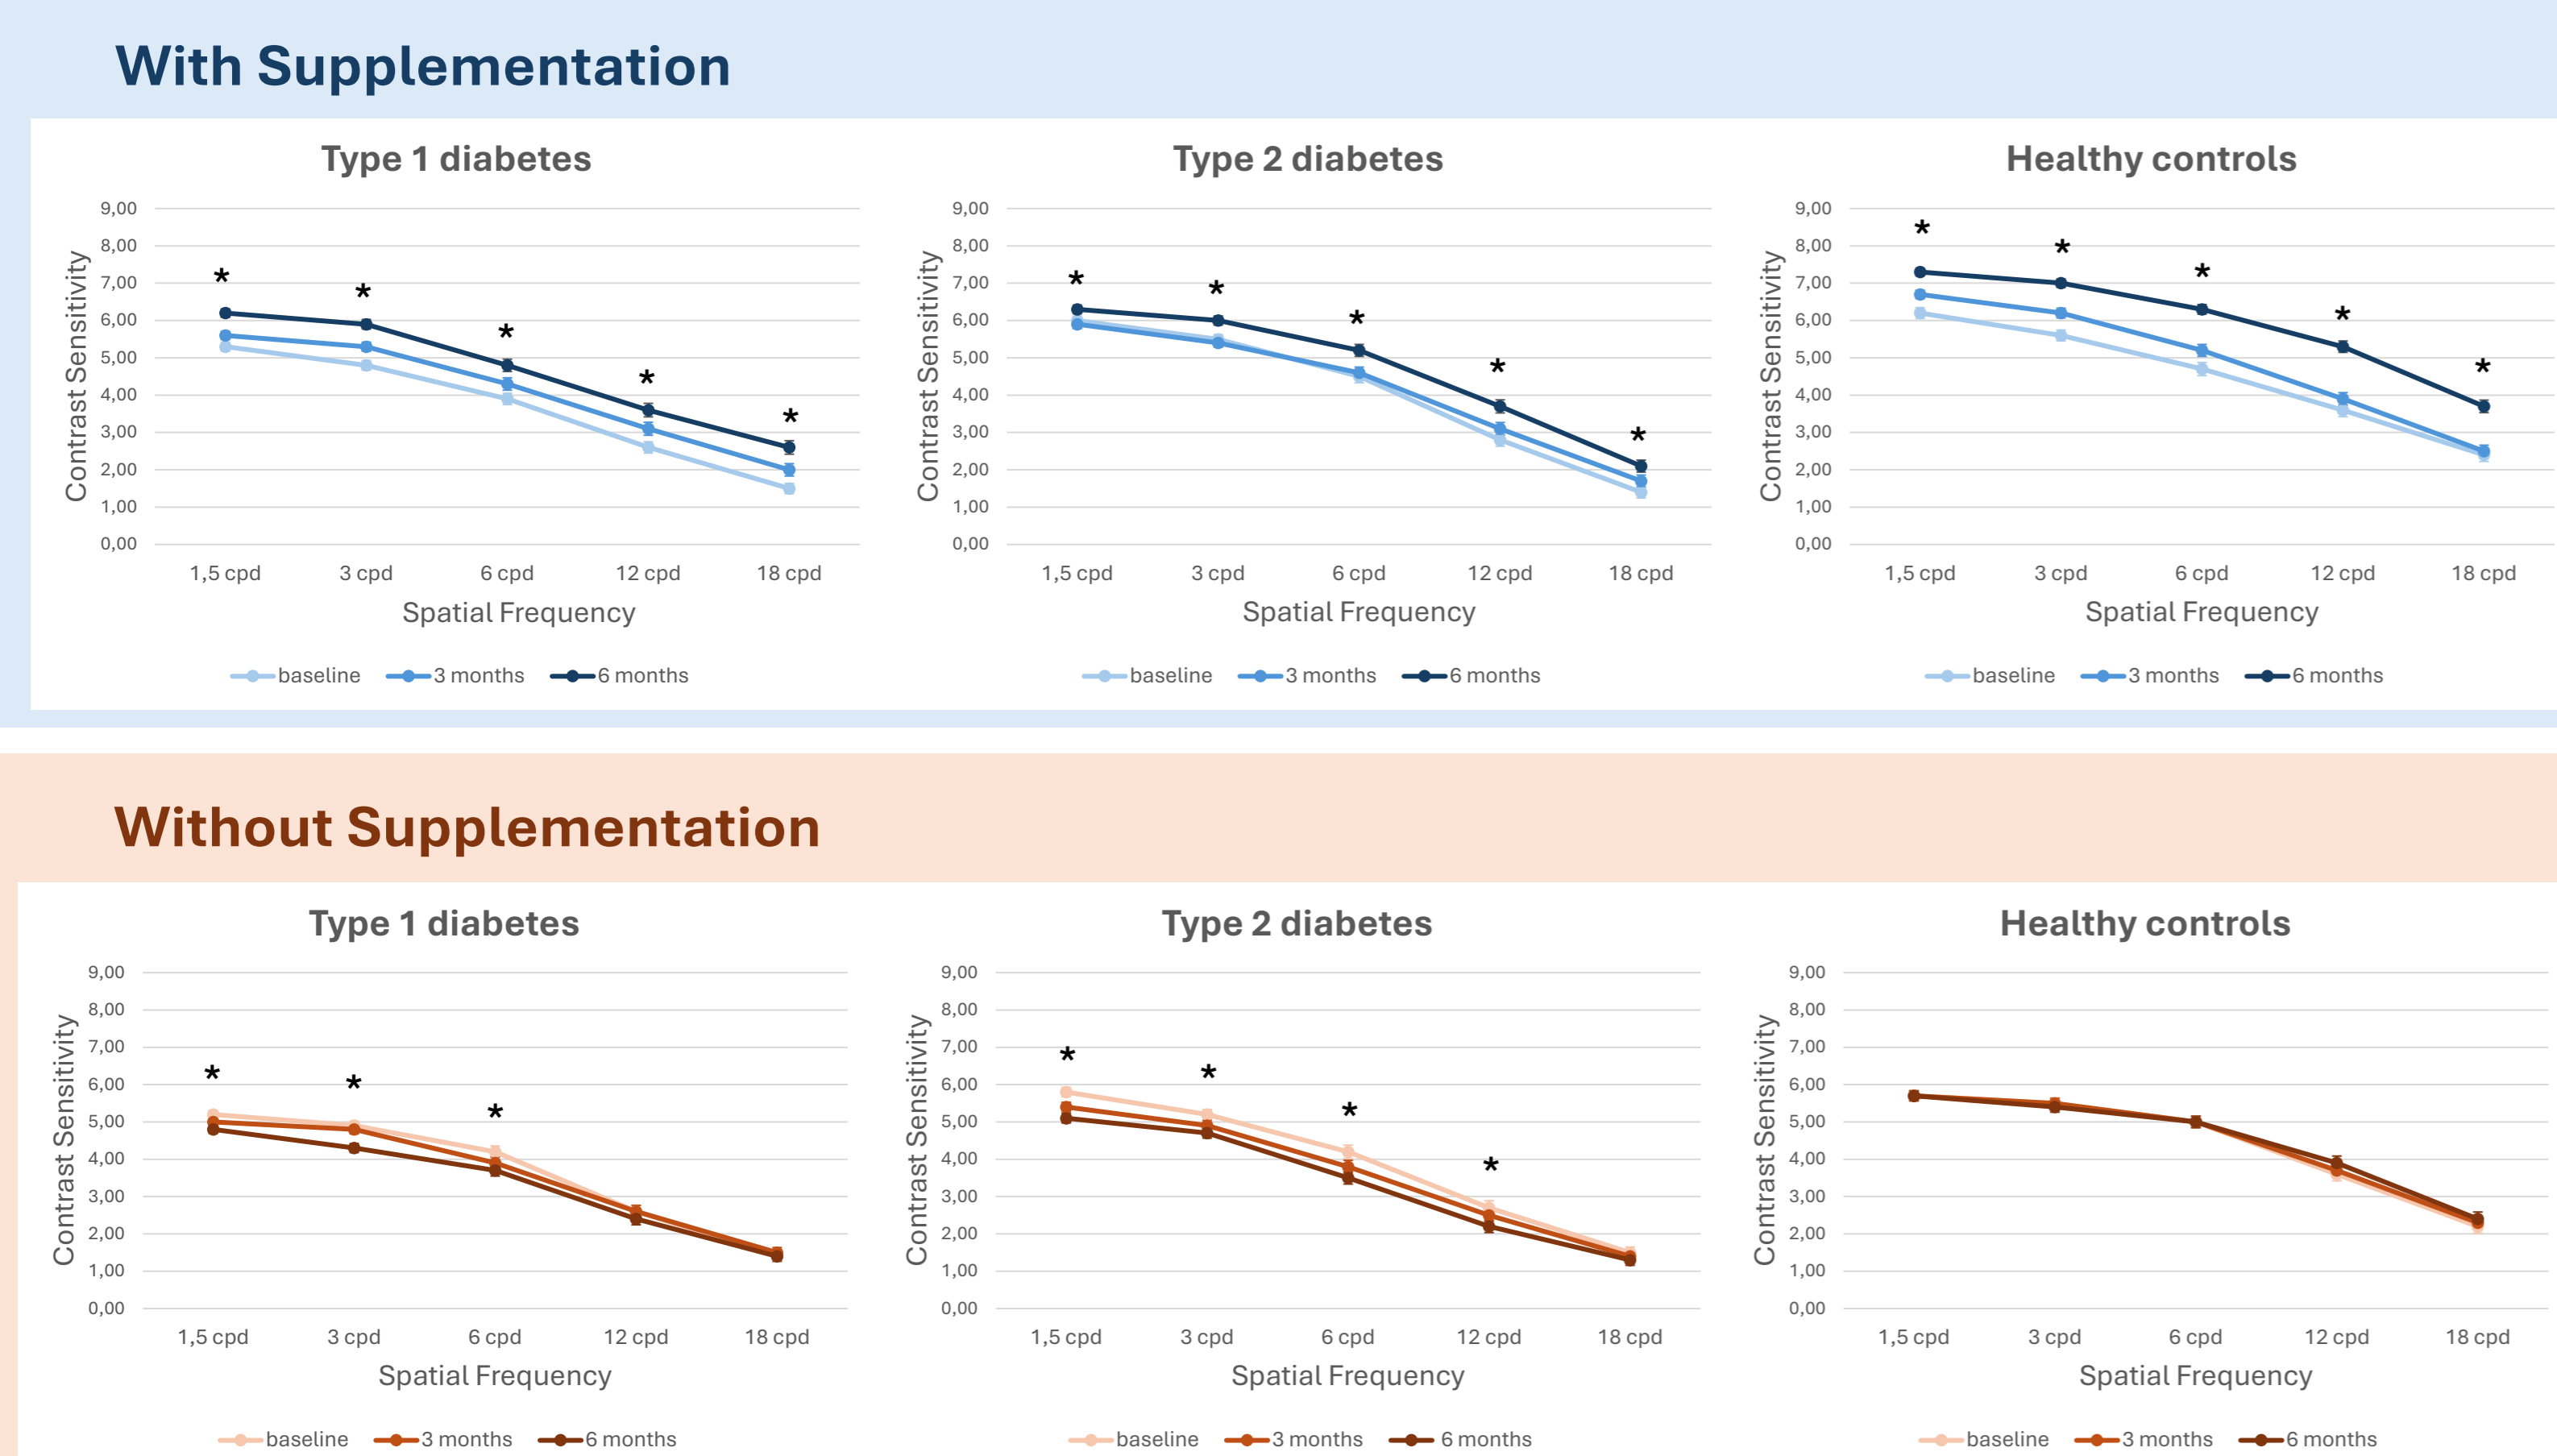 With Supplementation
Type 1 diabetes
9,00
8,00
7,00
6,00
5,00
4,00
3,00
2,00
1,00
0,00
Contrast Sensitivity
*
*
*
*
*
1,5 cpd 3 cpd 6 cpd 12 cpd 18 cpd
Spatial Frequency
baseline 3 months 6 months
Type 2 diabetes
9,00
8,00
7,00
6,00
5,00
4,00
3,00
2,00
1,00
0,00
Contrast Sensitivity
*
*
*
*
*
1,5 cpd 3 cpd 6 cpd 12 cpd 18 cpd
Spatial Frequency
baseline 3 months 6 months
Healthy controls
9,00
8,00
7,00
6,00
5,00
4,00
3,00
2,00
1,00
0,00
Contrast Sensitivity
*
*
*
*
*
1,5 cpd 3 cpd 6 cpd 12 cpd 18 cpd
Spatial Frequency
baseline 3 months 6 months
Without Supplementation
Type 1 diabetes
9,00
8,00
7,00
6,00
5,00
4,00
3,00
2,00
1,00
0,00
Contrast Sensitivity
*
*
*
1,5 cpd 3 cpd 6 cpd 12 cpd 18 cpd
Spatial Frequency
baseline 3 months 6 months
Type 2 diabetes
9,00
8,00
7,00
6,00
5,00
4,00
3,00
2,00
1,00
0,00
Contrast Sensitivity
*
*
*
*
1,5 cpd 3 cpd 6 cpd 12 cpd 18 cpd
Spatial Frequency
baseline 3 months 6 months
Healthy controls
9,00
8,00
7,00
6,00
5,00
4,00
3,00
2,00
1,00
0,00
Contrast Sensitivity
1,5 cpd 3 cpd 6 cpd 12 cpd 18 cpd
Spatial Frequency
baseline 3 months 6 months